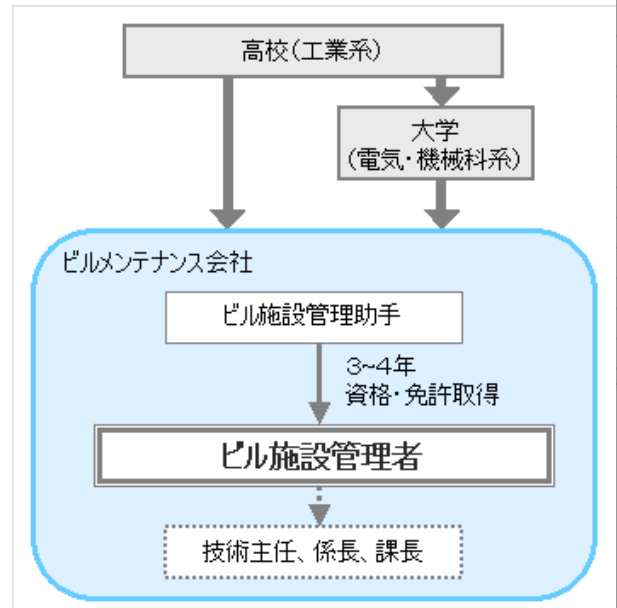 高校(工業系)
大学
(電気・機械科系)
ビルメンテナンス会社
ビル施設管理助手
3~4年
資格・免許取得
ビル施設管理者
技術主任、係長、課長